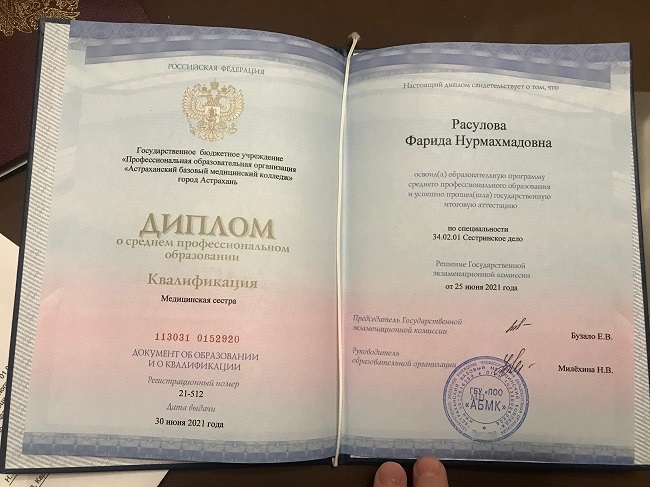 РОССИЙСКАЯ ФЕДЕРАЦИЯ
Государственное бюджетное учреждение
«Профессиональная образовательная организация
«Астраханский базовый медицинский колледж»
город Астрахань
ДИПЛОМ
о среднем профессиональном
образовании
Квалификация
Медицинская сестра
113031 0152920
ДОКУМЕНТ ОБ ОБРАЗОВАНИИ
И О КВАЛИФИКАЦИИ
Регистрационный номер
21-512
Дата выдачи
30 июня 2021 года
Настоящий диплом свидетельствует о том, что
Расулова
Фарида Нурмахмадовна
освоил(а) образовательную программу
среднего профессионального образования
и успешно прошел(шла) государственную
итоговую аттестацию
по специальности
34.02.01 Сестринское дело
Решение Государственной
экзаменационной комиссии
от 25 июня 2021 года
Председатель Государственной
экзаменационной комиссии
Бузало Е.В.
Руководитель
образовательной организации
Милёхина Н.В.
ГБУ «ПОО
«АБМК»